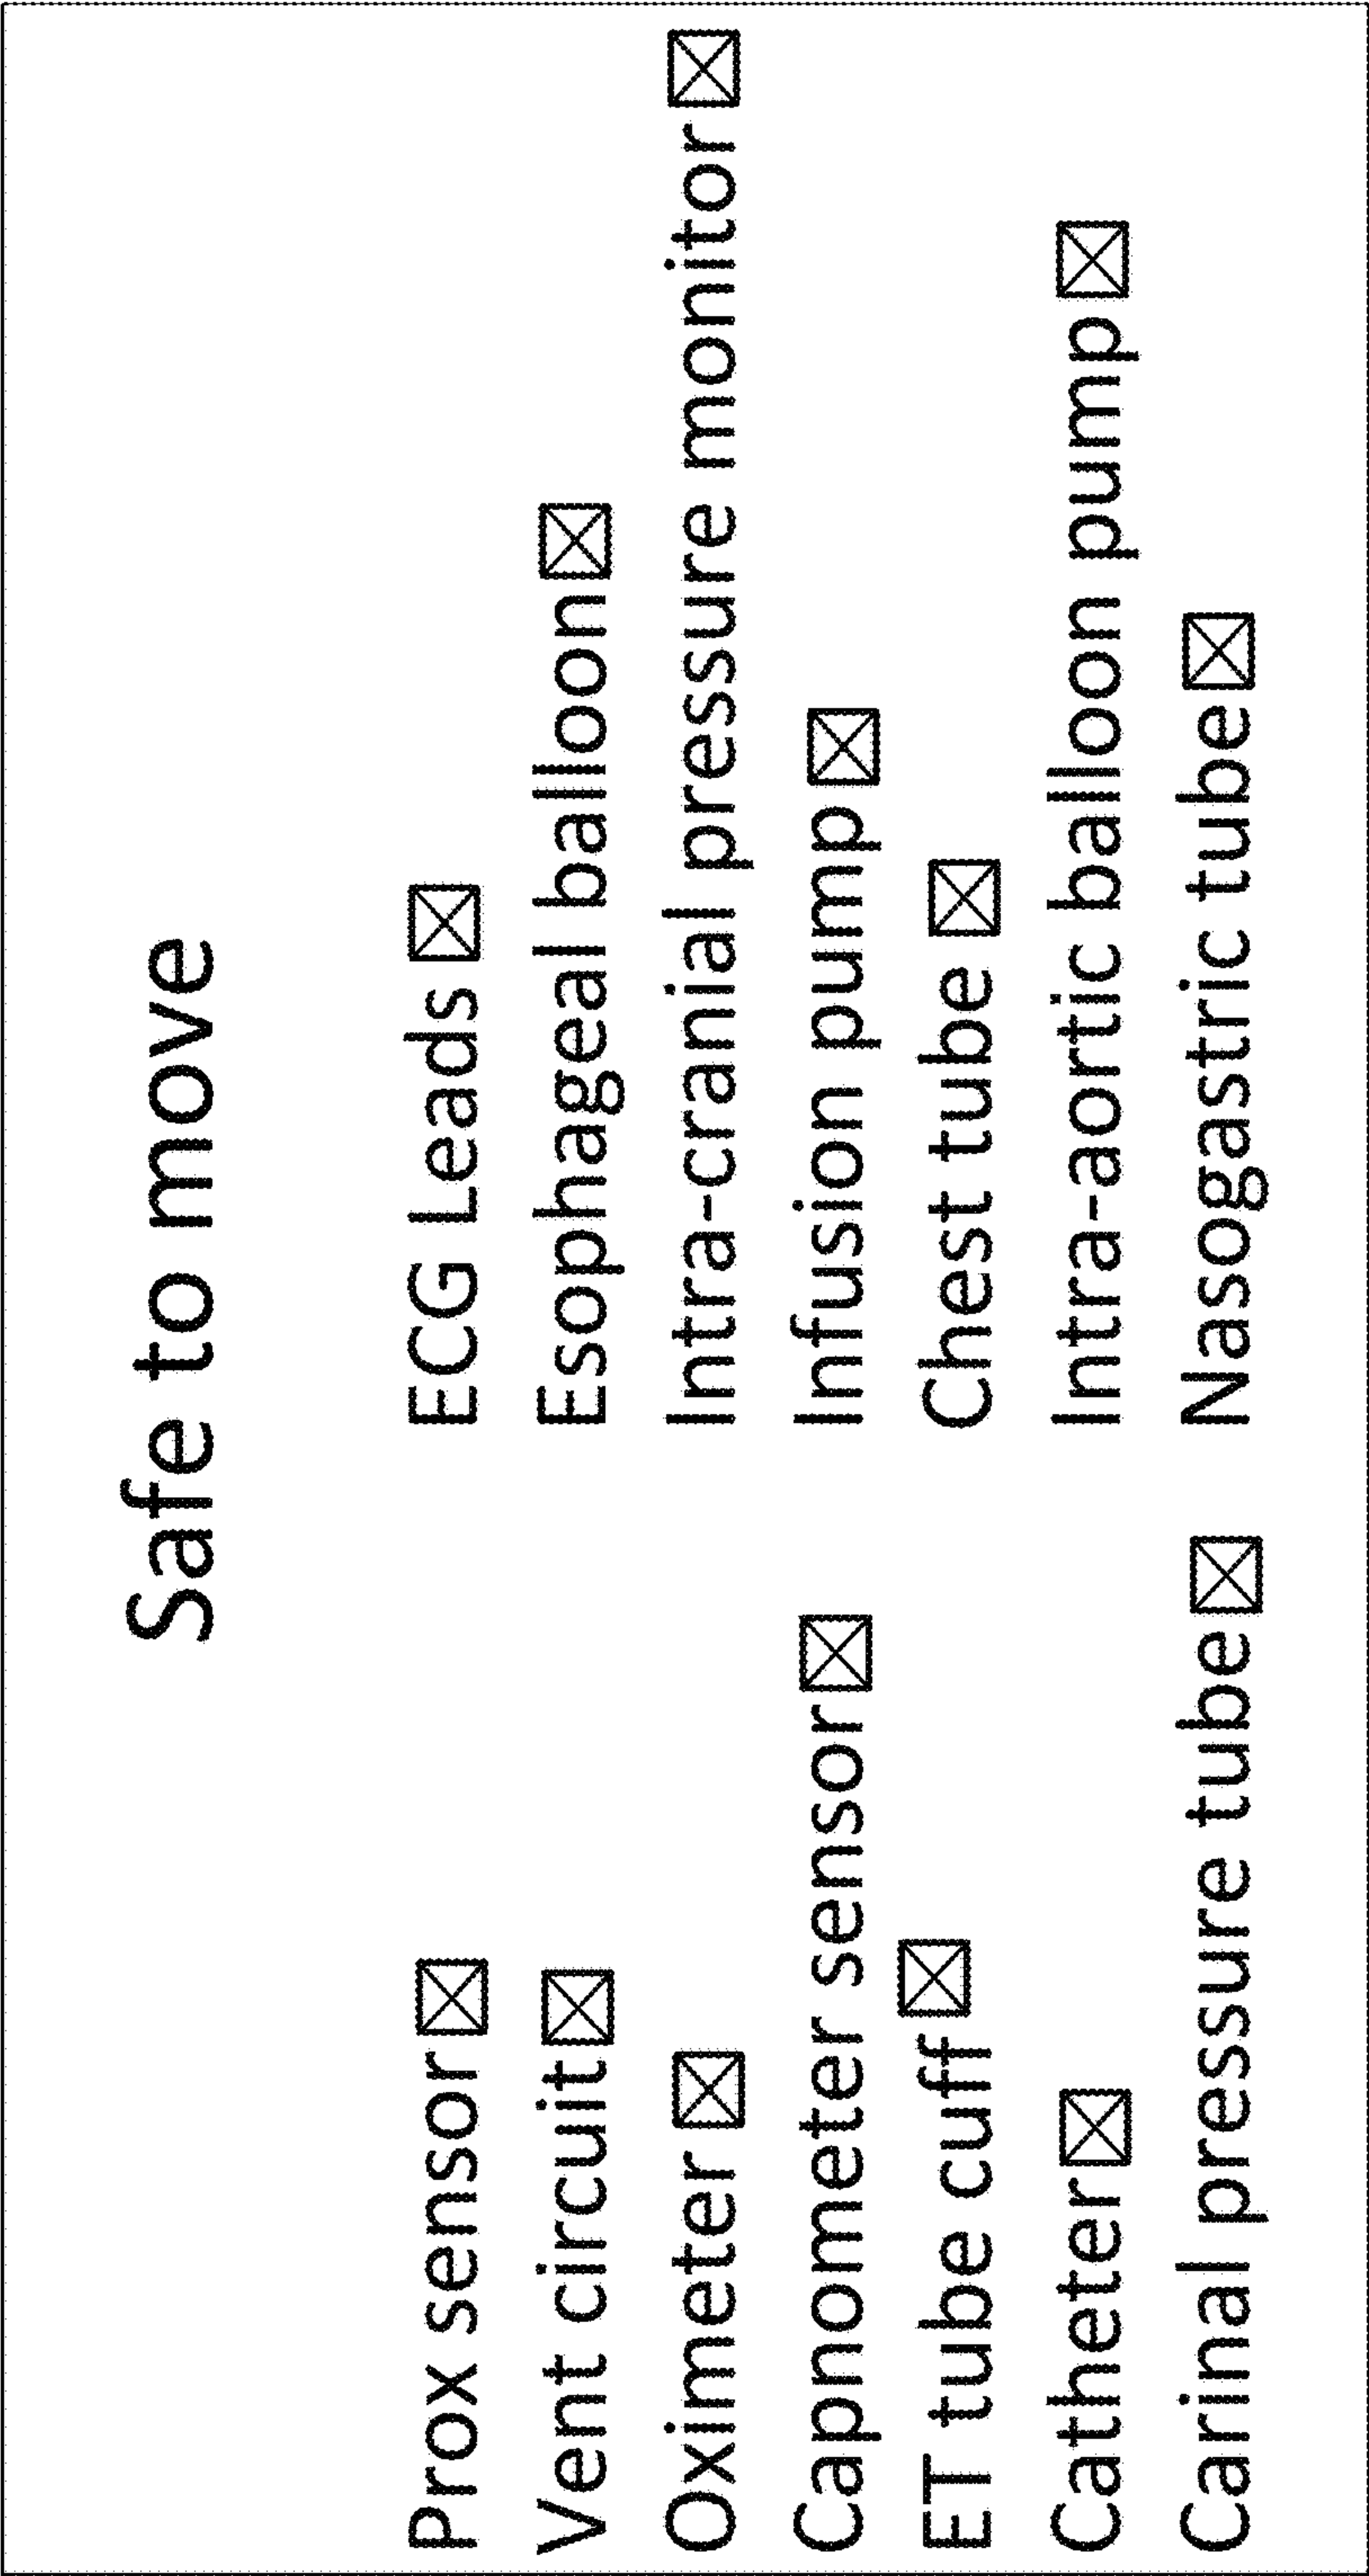 Safe to move
Prox sensor ☒
Vent circuit ☒
Oximeter ☒
Capnometer sensor ☒
ET tube cuff ☒
Catheter ☒
Carinal pressure tube ☒
ECG Leads ☒
Esophageal balloon ☒
Intra-cranial pressure monitor ☒
Infusion pump ☒
Chest tube ☒
Intra-aortic balloon pump ☒
Nasogastric tube ☒